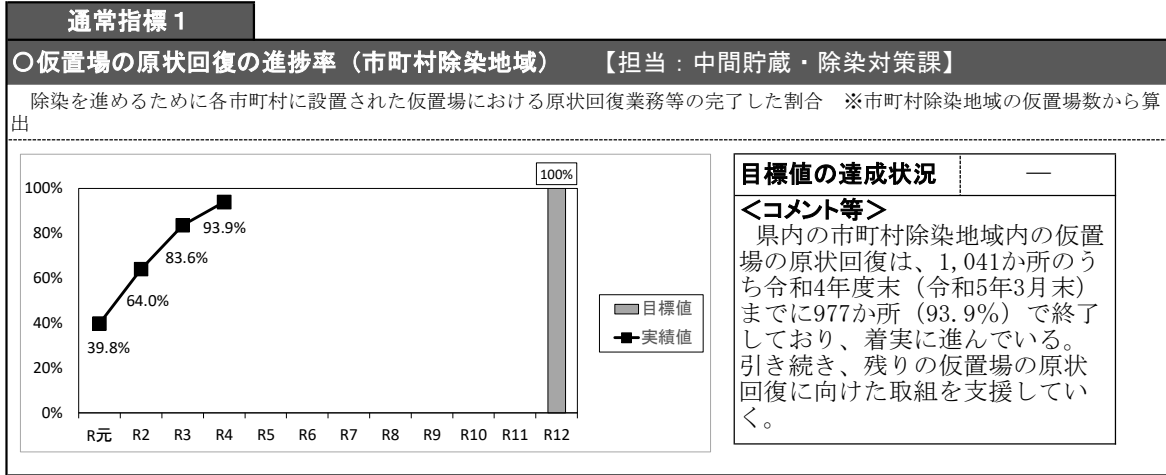 通常指標１
○仮置場の原状回復の進捗率（市町村除染地域）　【担当：中間貯蔵・除染対策課】
除染を進めるために各市町村に設置された仮置場における原状回復業務等の完了した割合　※市町村除染地域の仮置場数から算
出
100%
80%
60%
40%
20%
0%
39.8%
64.0%
83.6%
93.9%
100%
R元 R2 R3 R4 R5 R6 R7 R8 R9 R10 R11 R12
目標値
実績値
目標値の達成状況　―
＜コメント等＞
県内の市町村除染地域内の仮置
場の原状回復は、1,041か所のう
ち令和4年度末（令和5年3月末）
までに977か所（93.9％）で終了
しており、着実に進んでいる。
引き続き、残りの仮置場の原状
回復に向けた取組を支援してい
く。